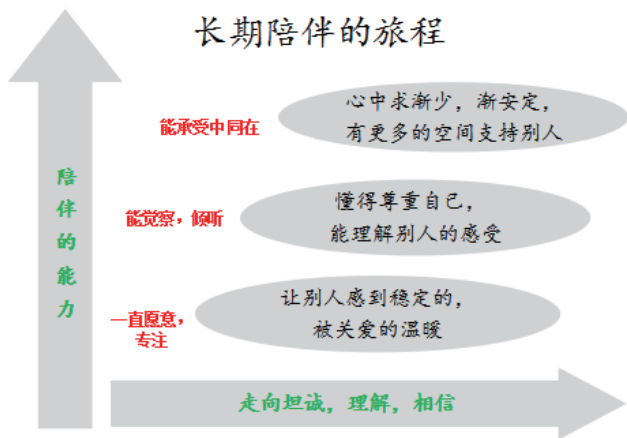 长期陪伴的旅程
能承受中同在
心中求渐少，渐安定，
有更多的空间支持别人
陪伴的能力
能觉察，倾听
懂得尊重自己，
能理解别人的感受
一直愿意，
专注
让别人感到稳定的，
被关爱的温暖
走向坦诚，理解，相信